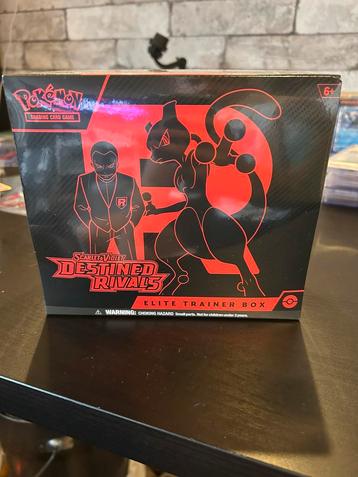 Pokémon
TRADING CARD GAME
6+
R
SCARLET & VIOLET
DESTINED
RIVALS
ELITE TRAINER BOX
WARNING: CHOKING HAZARD Small parts. Not for children under 3 years.